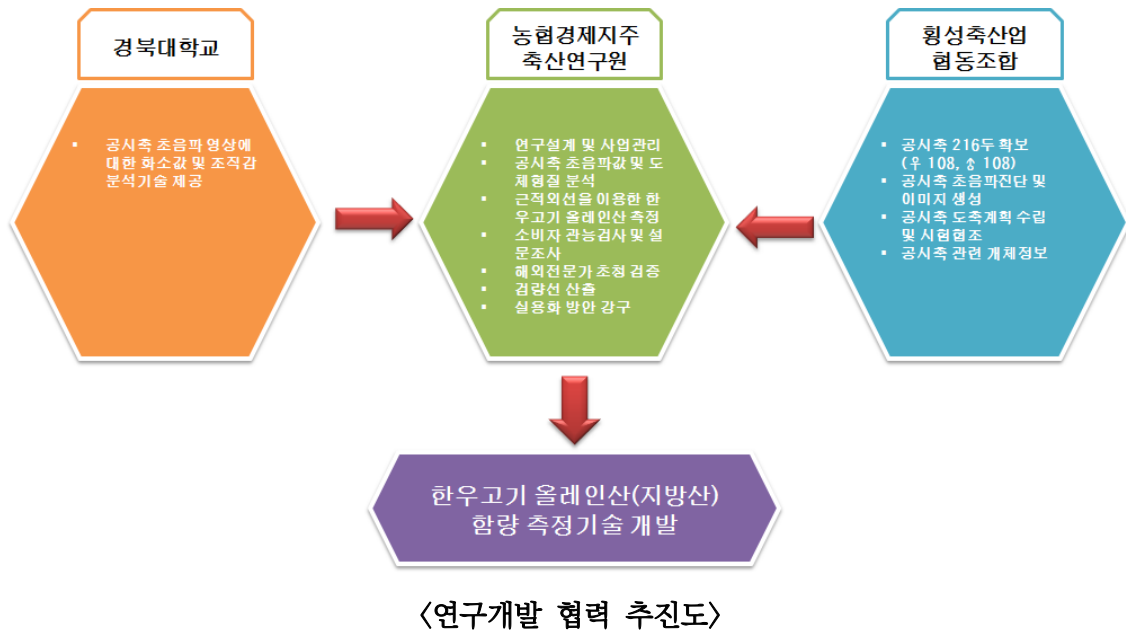 경북대학교
▪ 공시축 초음파 영상에
대한 화소값 및 조직감
분석기술 제공
농협경제지주
축산연구원
▪ 연구설계 및 사업관리
▪ 공시축 초음파값 및 도
체형질 분석
▪ 근적외선을 이용한 한
우고기 올레인산 측정
▪ 소비자 관능검사 및 설
문조사
▪ 해외전문가 초청 검증
▪ 검량선 산출
▪ 실용화 방안 강구
횡성축산업
협동조합
▪ 공시축 216두 확보
(우 108, ♁ 108)
▪ 공시축 초음파진단 및
이미지 생성
▪ 공시축 도축계획 수립
및 시험협조
▪ 공시축 관련 개체정보
한우고기 올레인산(지방산)
함량 측정기술 개발
<연구개발 협력 추진도>